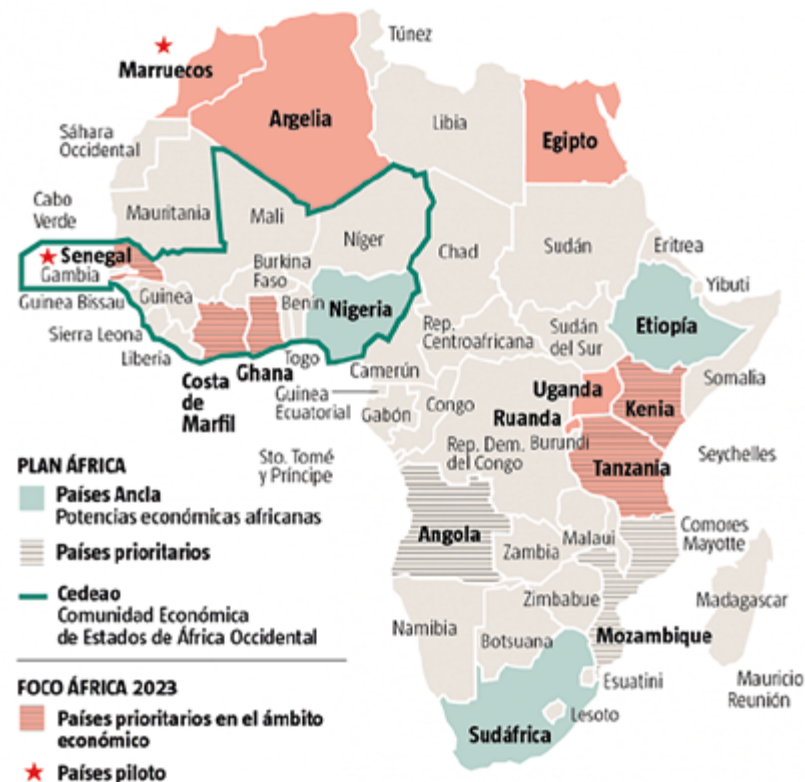 Túnez
Marruecos
Argelia
Libia
Egipto
Sáhara
Occidental
Cabo
Verde
Mauritania
Mali
Níger
Chad
Sudán
Eritrea
Senegal
Gambia
Burkina
Faso
Yibuti
Guinea Bissau
Guinea
Benín
Nigeria
Etiopía
Sierra Leona
Rep.
Centroafricana
Sudán
del Sur
Liberia
Togo
Camerún
Somalia
Costa
de
Marfil
Ghana
Guinea
Ecuatorial
Gabón
Congo
Uganda
Kenia
Ruanda
Rep. Dem.
del Congo
Burundi
Seychelles
Sto. Tomé
y Príncipe
Tanzania
PLAN ÁFRICA
Países Ancla
Potencias económicas africanas
Países prioritarios
Cedeao
Comunidad Económica
de Estados de África Occidental
Angola
Zambia
Malaui
Comores
Mayotte
Zimbabue
Madagascar
Namibia
Botsuana
Mozambique
Mauricio
Reunión
Esuatini
Lesoto
Sudáfrica
FOCO ÁFRICA 2023
Países prioritarios en el ámbito
económico
Países piloto